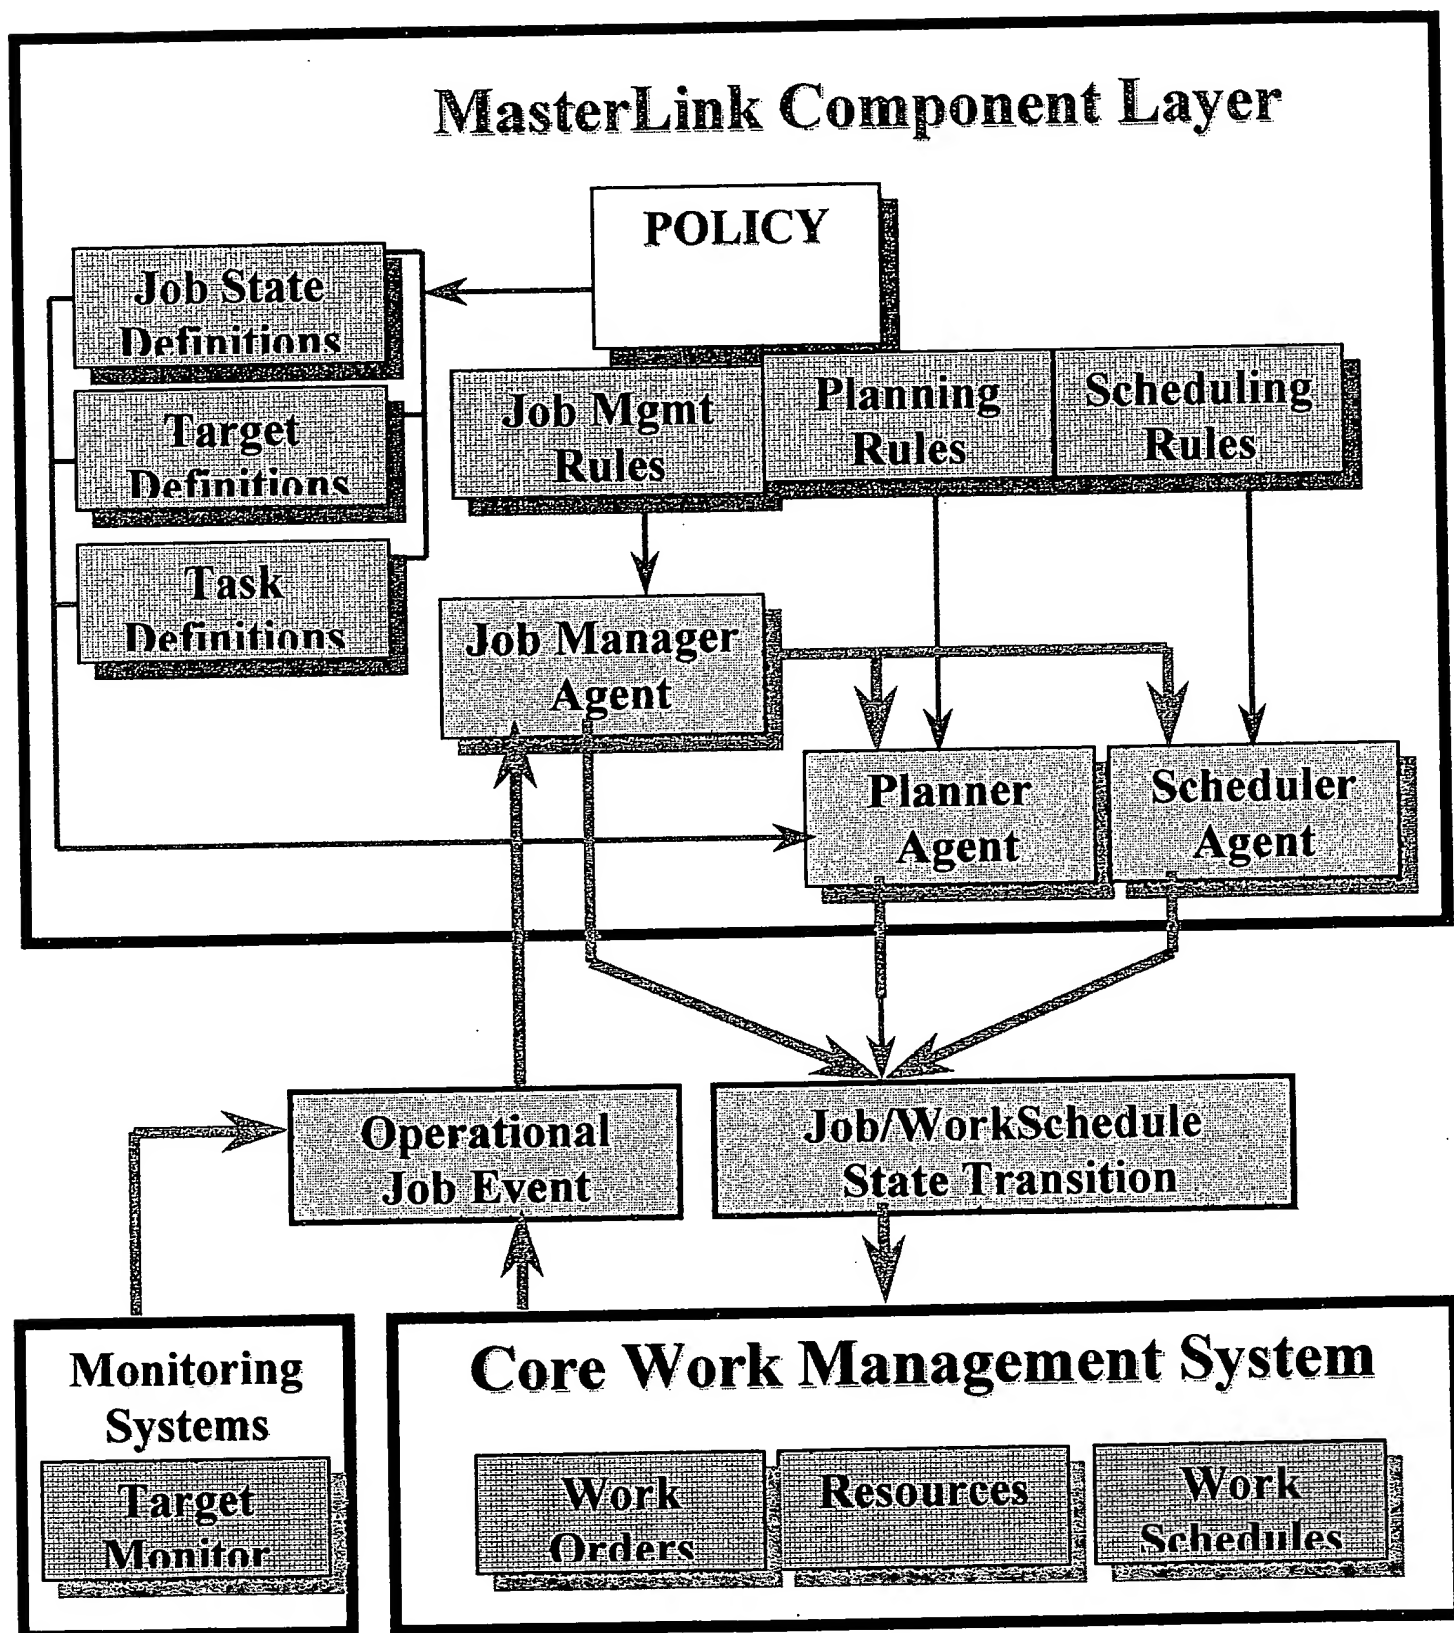 MasterLink Component Layer
POLICY
Job State
Definitions
Target
Definitions
Task
Definitions
Job Mgmt
Rules
Planning
Rules
Scheduling
Rules
Job Manager
Agent
Planner
Agent
Scheduler
Agent
Operational
Job Event
Job/WorkSchedule
State Transition
Monitoring
Systems
Target
Monitor
Core Work Management System
Work
Orders
Resources
Work
Schedules